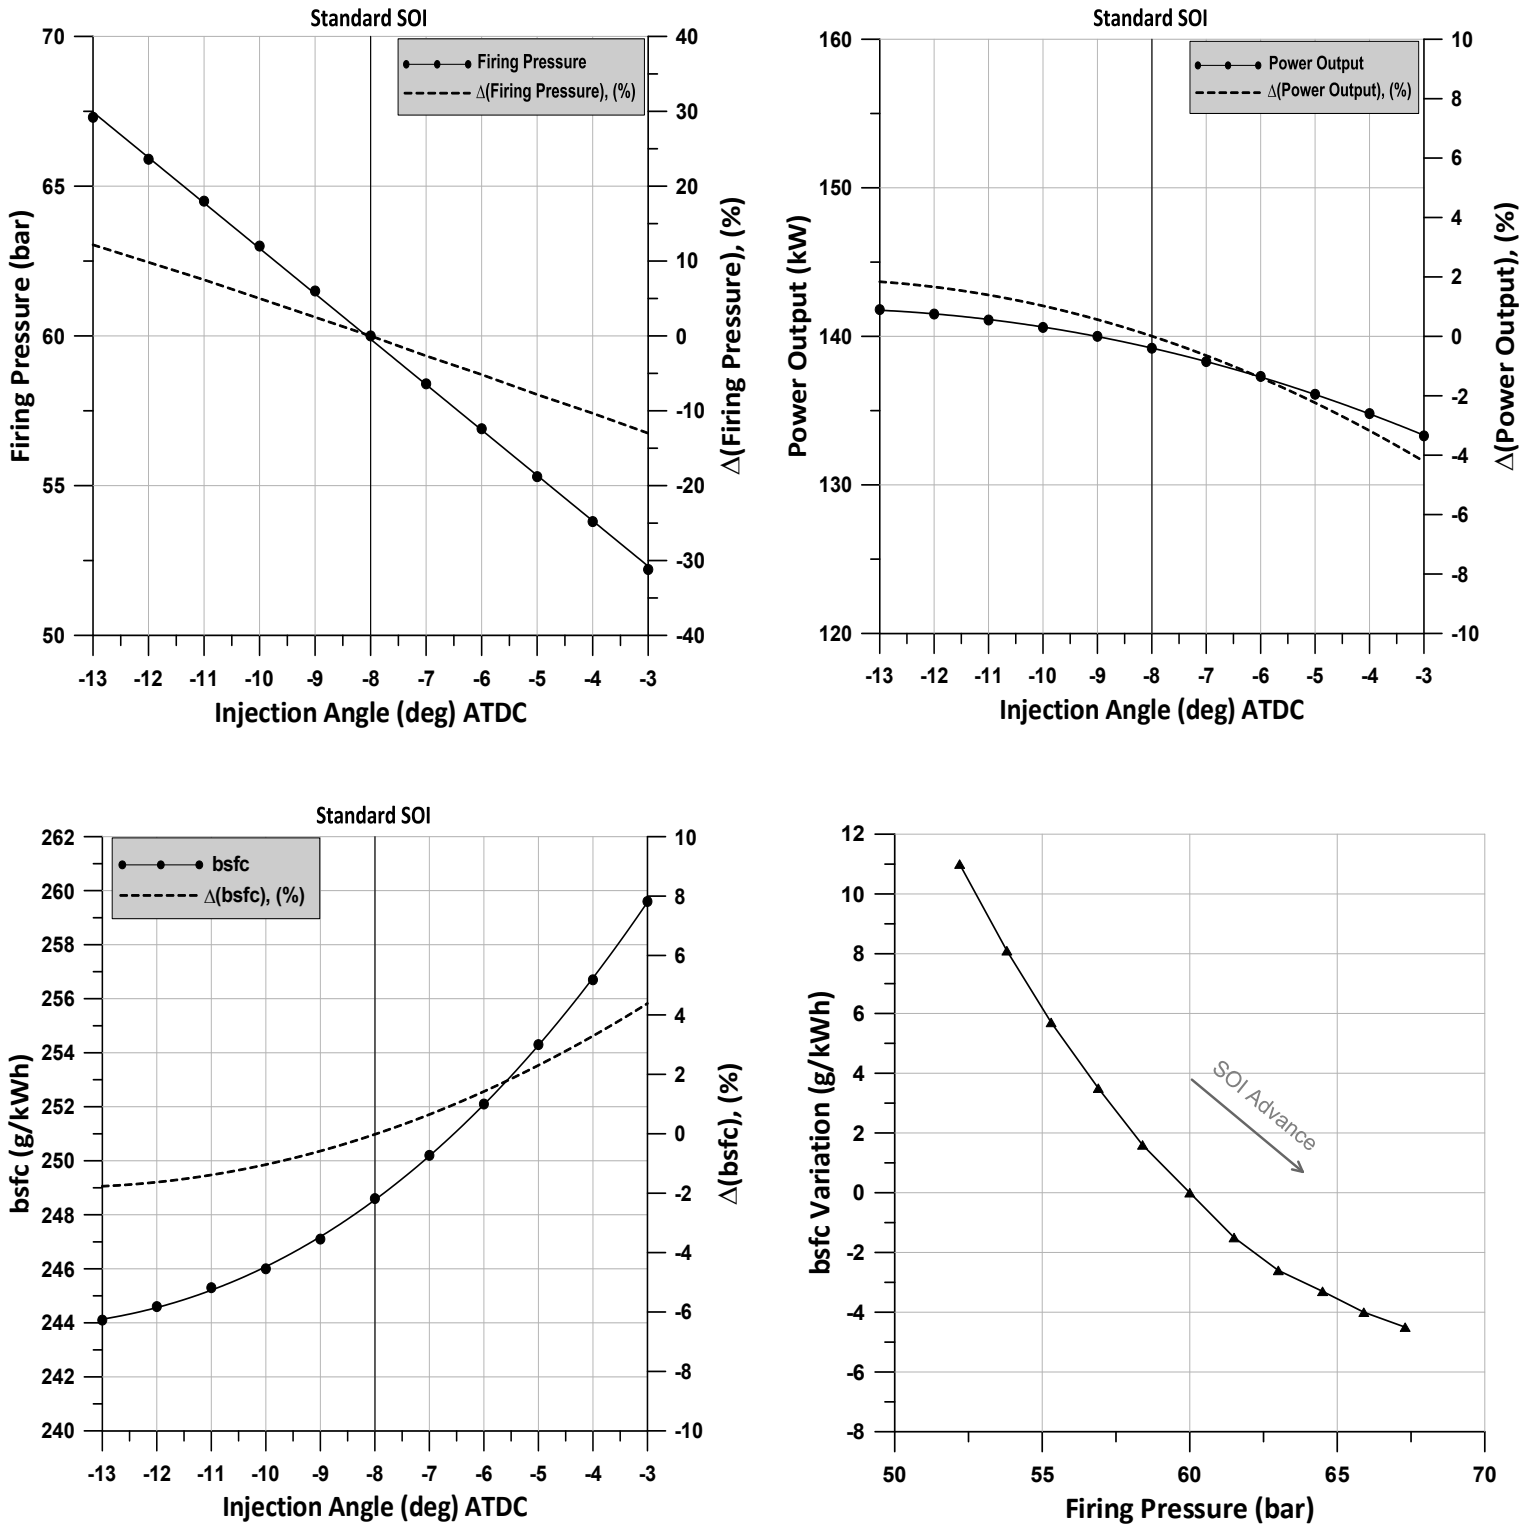 Standard SOI
Firing Pressure
Δ(Firing Pressure), (%)
70
65
60
55
50
40
30
20
10
0
-10
-20
-30
-40
Firing Pressure (bar)
Δ(Firing Pressure), (%)
-13 -12 -11 -10 -9 -8 -7 -6 -5 -4 -3
Injection Angle (deg) ATDC
Standard SOI
Power Output
Δ(Power Output), (%)
160
150
140
130
120
10
8
6
4
2
0
-2
-4
-6
-8
-10
Power Output (kW)
Δ(Power Output), (%)
-13 -12 -11 -10 -9 -8 -7 -6 -5 -4 -3
Injection Angle (deg) ATDC
Standard SOI
bsfc
Δ(bsfc), (%)
262
260
258
256
254
252
250
248
246
244
242
240
10
8
6
4
2
0
-2
-4
-6
-8
-10
bsfc (g/kWh)
Δ(bsfc), (%)
-13 -12 -11 -10 -9 -8 -7 -6 -5 -4 -3
Injection Angle (deg) ATDC
12
10
8
6
4
2
0
-2
-4
-6
-8
bsfc Variation (g/kWh)
SOI Advance
50 55 60 65 70
Firing Pressure (bar)